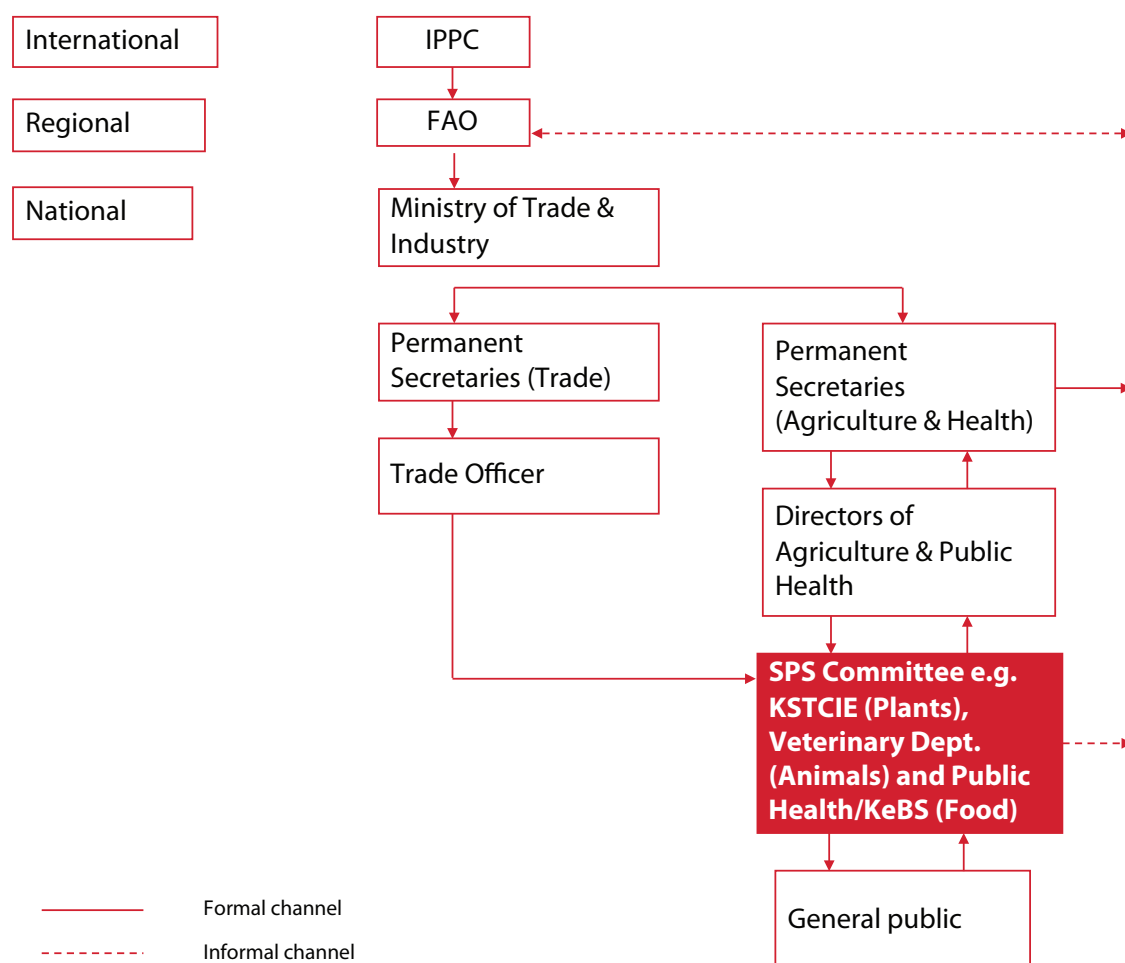 International
IPPC
Regional
FAO
National
Ministry of Trade &
Industry
Permanent
Secretaries (Trade)
Permanent
Secretaries
(Agriculture & Health)
Trade Officer
Directors of
Agriculture & Public
Health
SPS Committee e.g.
KSTCIE (Plants),
Veterinary Dept.
(Animals) and Public
Health/KeBS (Food)
General public
Formal channel
Informal channel